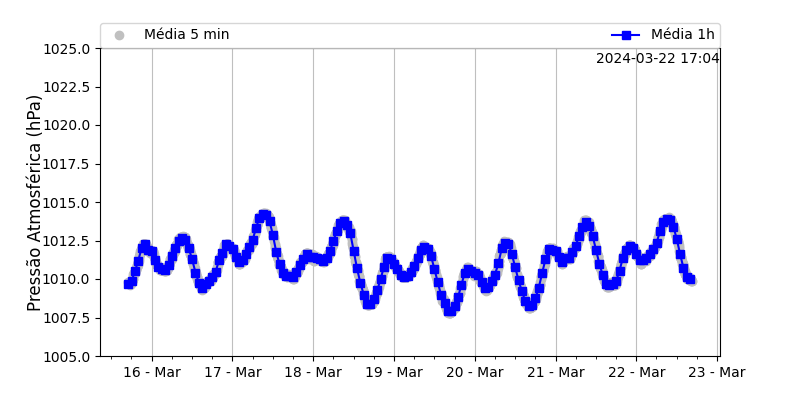 Média 5 min
Média 1h
2024-03-22 17:04
Pressão Atmosférica (hPa)
1025.0
1022.5
1020.0
1017.5
1015.0
1012.5
1010.0
1007.5
1005.0
16 - Mar
17 - Mar
18 - Mar
19 - Mar
20 - Mar
21 - Mar
22 - Mar
23 - Mar